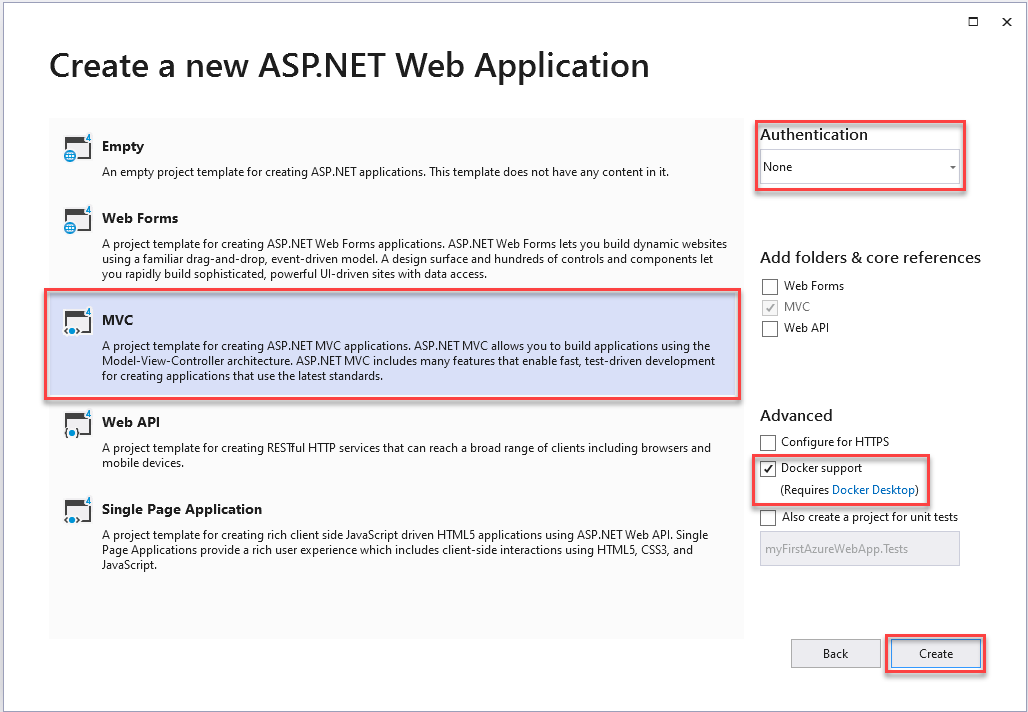 Create a new ASP.NET Web Application
4
Empty
An empty project template for creating ASP.NET applications. This template does not have any content in it.
4
Web Forms
A project template for creating ASP.NET Web Forms applications. ASP.NET Web Forms lets you build dynamic websites
using a familiar drag-and-drop, event-driven model. A design surface and hundreds of controls and components let
you rapidly build sophisticated, powerful UI-driven sites with data access.
4
MVC
A project template for creating ASP.NET MVC applications. ASP.NET MVC allows you to build applications using the
Model-View-Controller architecture. ASP.NET MVC includes many features that enable fast, test-driven development
for creating applications that use the latest standards.
4
Web API
A project template for creating RESTful HTTP services that can reach a broad range of clients including browsers and
mobile devices.
4
Single Page Application
A project template for creating rich client side JavaScript driven HTML5 applications using ASP.NET Web API. Single
Page Applications provide a rich user experience which includes client-side interactions using HTML5, CSS3, and
JavaScript.
Authentication
None
Add folders & core references
Web Forms
MVC
Web API
Advanced
Configure for HTTPS
Docker support
(Requires Docker Desktop)
Also create a project for unit tests
myFirstAzureWebApp.Tests
Back
Create